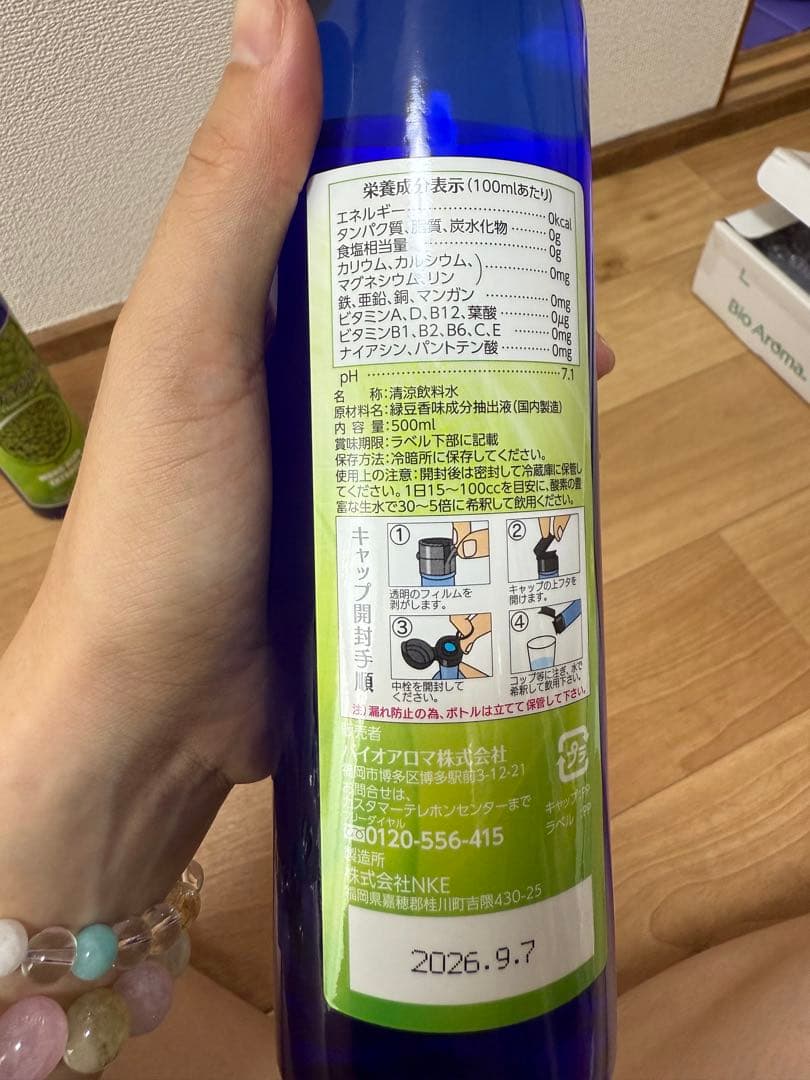 栄養成分表示(100mlあたり)
エネルギー……………………0kcal
タンパク質、脂質、炭水化物………0g
食塩相当量……………………0g
カリウム、カルシウム、
マグネシウム、リン )……………0mg
鉄、亜鉛、銅、マンガン…………0mg
ビタミンA、D、B12、葉酸………0μg
ビタミンB1、B2、B6、C、E………0mg
ナイアシン、パントテン酸………0mg
pH……………………………7.1
名 称:清涼飲料水
原材料名:緑豆香味成分抽出液(国内製造)
内 容 量:500ml
賞味期限:ラベル下部に記載
保存方法:冷暗所に保存してください。
使用上の注意:開封後は密封して冷蔵庫に保管し
てください。1日15~100ccを目安に、酸素の豊
富な生水で30~5倍に希釈して飲用ください。
キャップ開封手順
①
透明のフィルムを
剥がします。
②
キャップの上フタを
開けます。
③
中栓を開封して
ください。
④
コップ等に注ぎ、水で
希釈して飲用下さい。
注)漏れ防止の為、ボトルは立てて保管して下さい。
販売者
バイオアロマ株式会社
福岡市博多区博多駅前3-12-21
お問合せは、
カスタマーテレホンセンターまで
フリーダイヤル
0120-556-415
製造所
株式会社NKE
福岡県嘉穂郡桂川町吉隈430-25
プラ
キャップ:PP
ラベル:PP
2026.9.7
Bio Aroma.